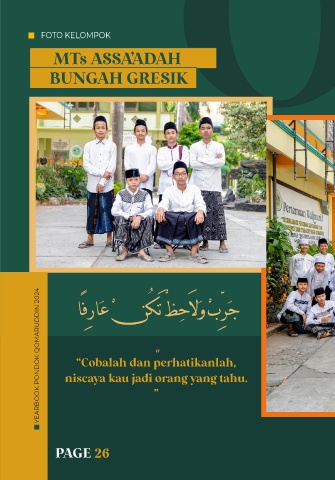 FOTO KELOMPOK
MTs ASSA'ADAH
BUNGAH GRESIK
جَرِّبْ وَلَاحِظْ تَكُنْ عَارِفًا
"
“Cobalah dan perhatikanlah,
niscaya kau jadi orang yang tahu.
”
YEARBOOK PONDOK QOMARUDDIN 2024
PAGE 26